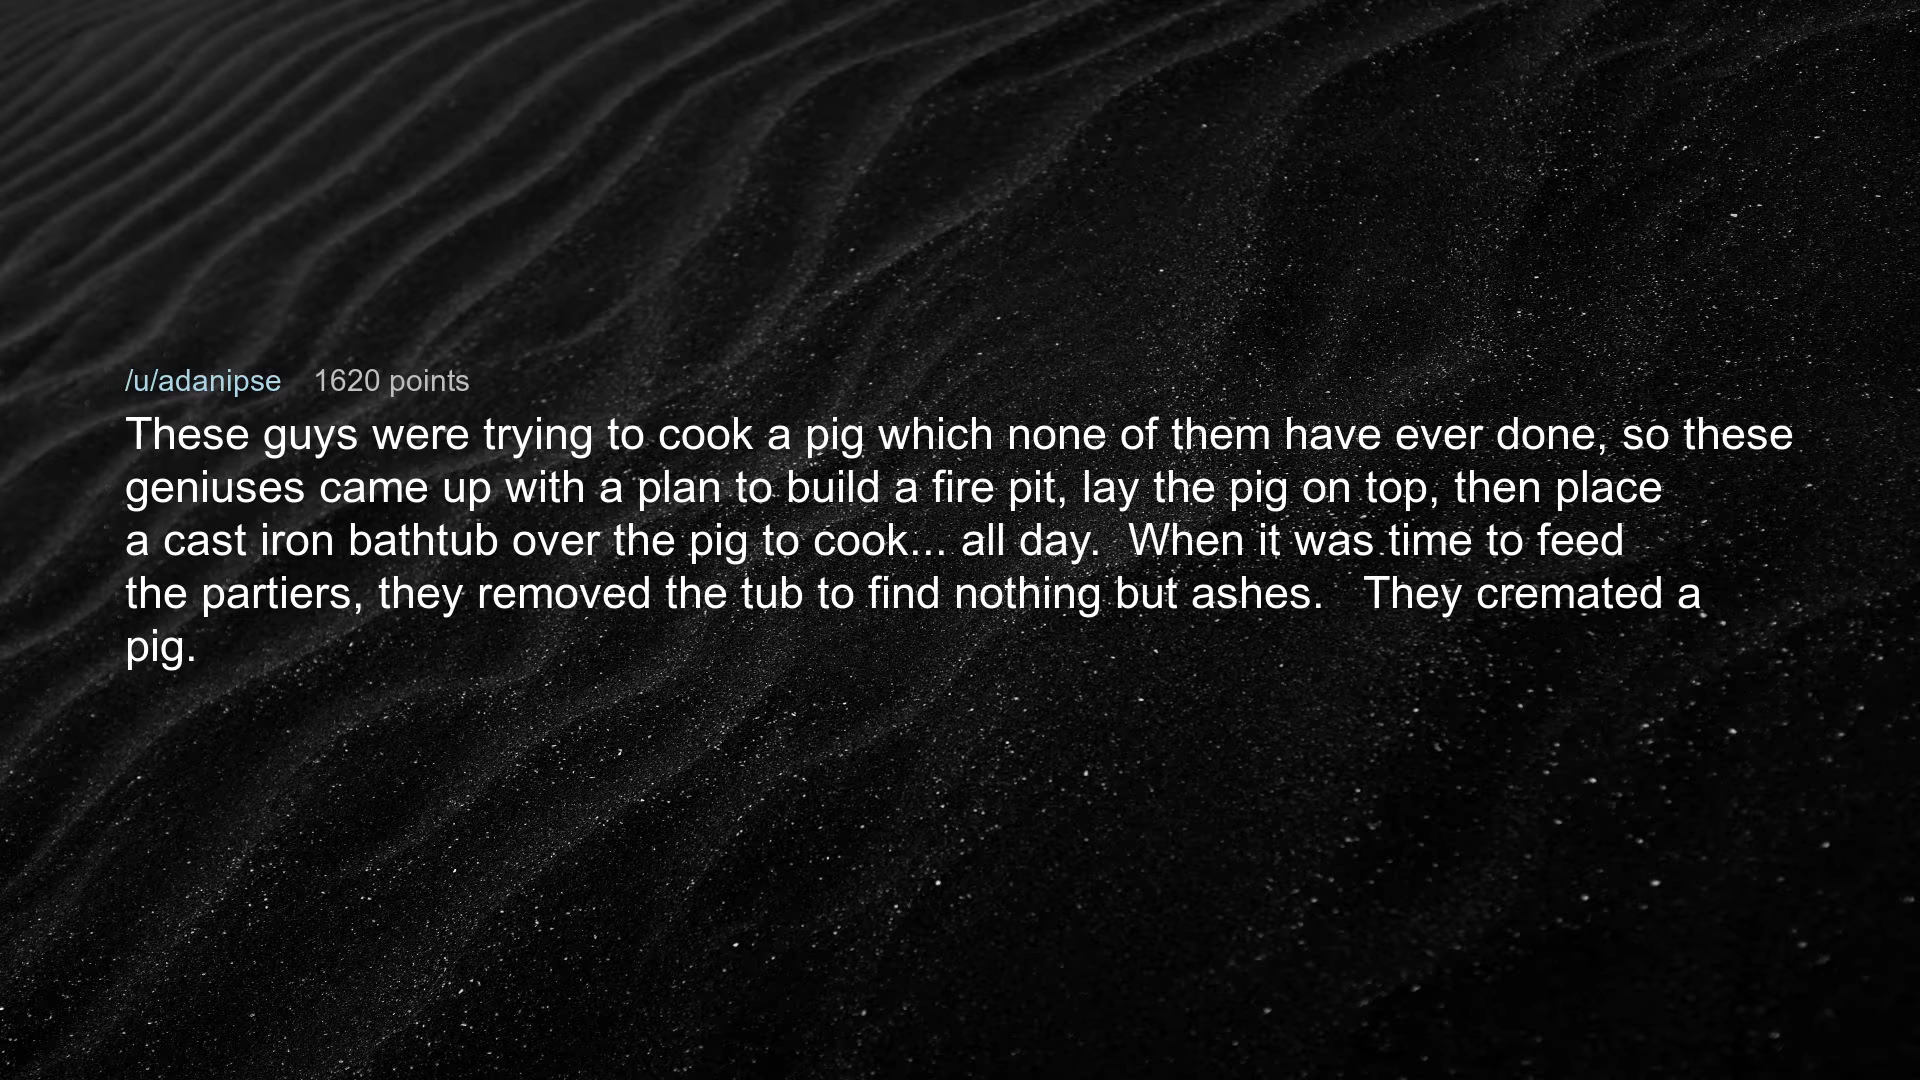 /u/adanipse 1620 points
These guys were trying to cook a pig which none of them have ever done, so these
geniuses came up with a plan to build a fire pit, lay the pig on top, then place
a cast iron bathtub over the pig to cook... all day.  When it was time to feed
the partiers, they removed the tub to find nothing but ashes.   They cremated a
pig.